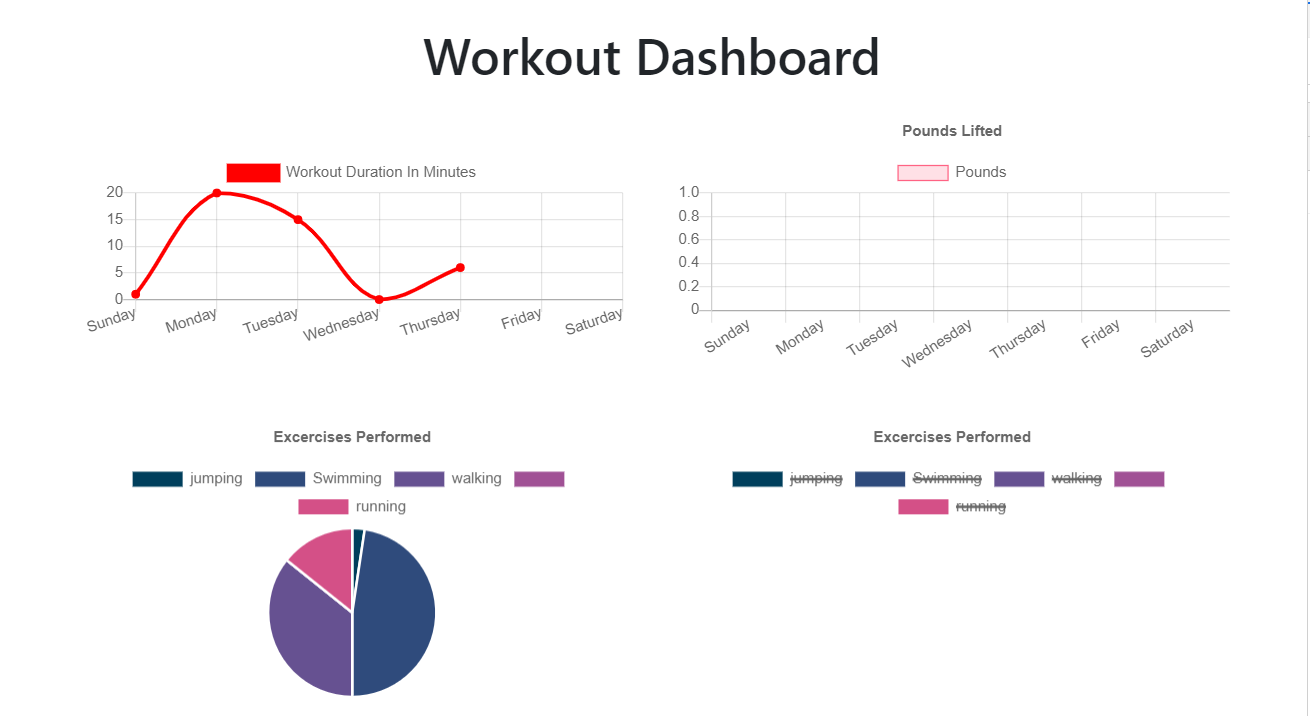 Workout Dashboard
Workout Duration In Minutes
20
15
10
5
0
Sunday Monday Tuesday Wednesday Thursday Friday Saturday
Pounds Lifted
Pounds
1.0
0.8
0.6
0.4
0.2
0
Sunday Monday Tuesday Wednesday Thursday Friday Saturday
Excercises Performed
jumping Swimming walking
running
Excercises Performed
jumping Swimming walking
running